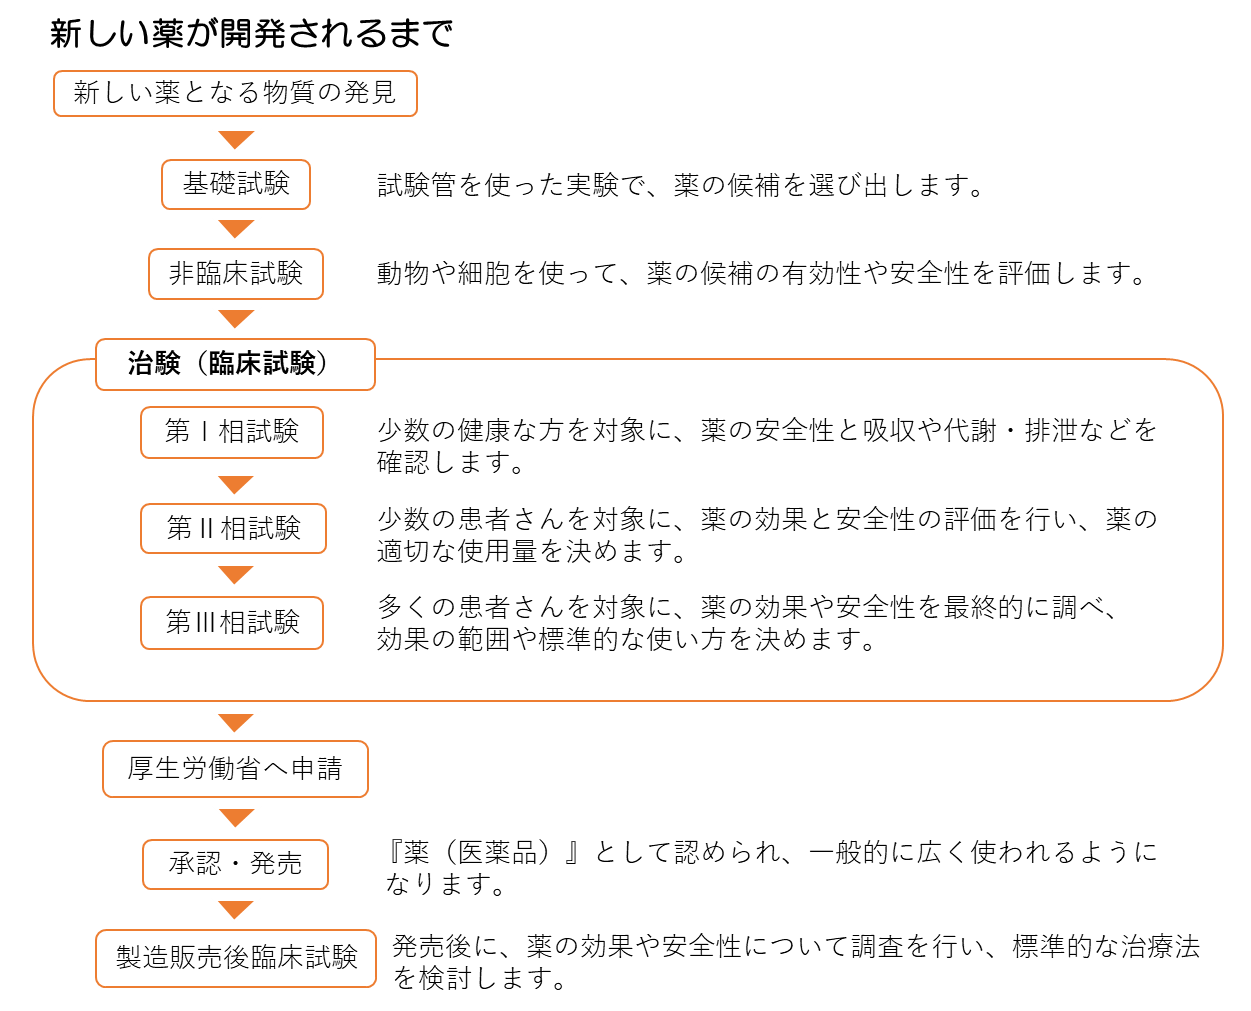 新しい薬が開発されるまで
新しい薬となる物質の発見
基礎試験
試験管を使った実験で、薬の候補を選び出します。
非臨床試験
動物や細胞を使って、薬の候補の有効性や安全性を評価します。
治験（臨床試験）
第Ⅰ相試験
少数の健康な方を対象に、薬の安全性と吸収や代謝・排泄などを
確認します。
第Ⅱ相試験
少数の患者さんを対象に、薬の効果と安全性の評価を行い、薬の
適切な使用量を決めます。
第Ⅲ相試験
多くの患者さんを対象に、薬の効果や安全性を最終的に調べ、
効果の範囲や標準的な使い方を決めます。
厚生労働省へ申請
承認・発売
『薬（医薬品）』として認められ、一般的に広く使われるように
なります。
製造販売後臨床試験
発売後に、薬の効果や安全性について調査を行い、標準的な治療法
を検討します。